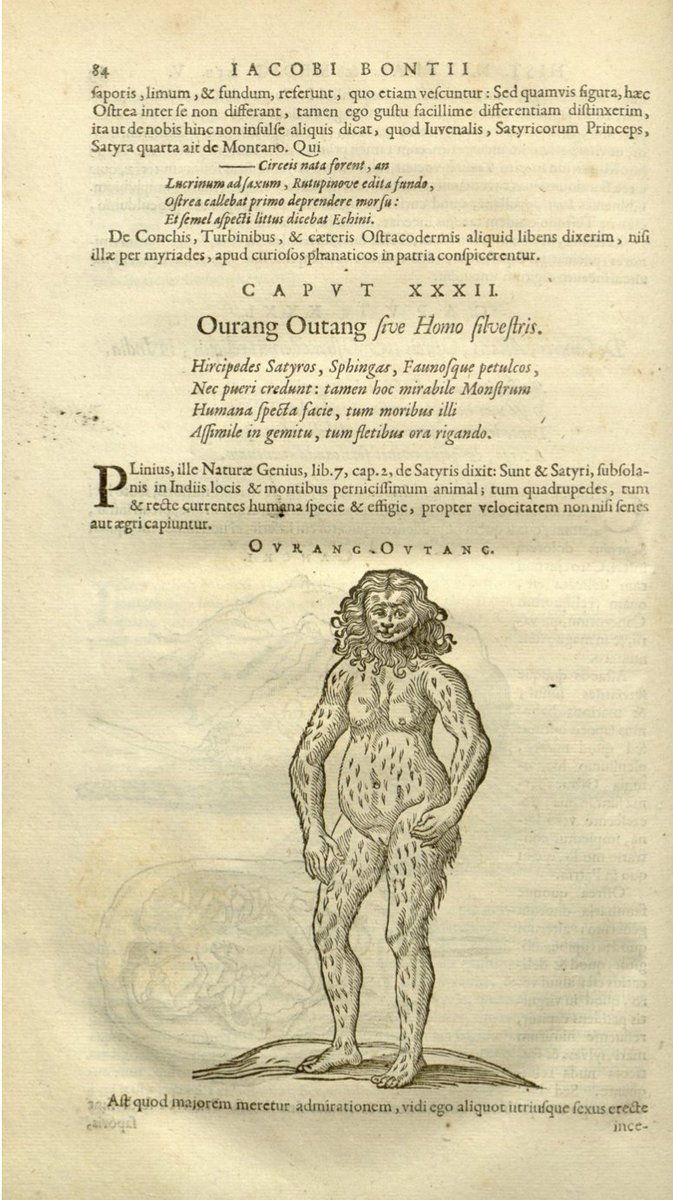 84 IACOBI BONTII
ſaporis, limum, & fundum, referunt, quo etiam veſcuntur: Sed quamvis figura, hæc
Oſtrea inter ſe non differant, tamen ego guſtu facillime differentiam diſtinxerim,
ita ut de nobis hinc non inſulſe aliquis dicat, quod Iuvenalis, Satyricorum Princeps,
Satyra quarta ait de Montano. Qui
—— Circeis nata forent, an
Lucrinum ad ſaxum, Rutupinove edita fundo,
Oſtrea callebat primo deprendere morſu:
Et ſemel aſpecti littus dicebat Echini.
De Conchis, Turbinibus, & cæteris Oſtracodermis aliquid libens dixerim, niſi
illæ per myriades, apud curioſos phanaticos in patria conſpicerentur.
CAPVT XXXII.
Ourang Outang ſive Homo ſilveſtris.
Hircipedes Satyros, Sphingas, Faunoſque petulcos,
Nec pueri credunt: tamen hoc mirabile Monſtrum
Humana ſpecta facie, tum moribus illi
Aſſimile in gemitu, tum fletibus ora rigando.
PLinius, ille Naturæ Genius, lib. 7, cap. 2, de Satyris dixit: Sunt & Satyri, ſubſola-
nis in Indiis locis & montibus perniciſſimum animal; tum quadrupedes, tum
& recte currentes humana ſpecie & effigie, propter velocitatem non niſi ſenes
aut ægri capiuntur.
OVRANG-OVTANG.
Aſt quod majorem meretur admirationem, vidi ego aliquot utriuſque ſexus erecte
ince-